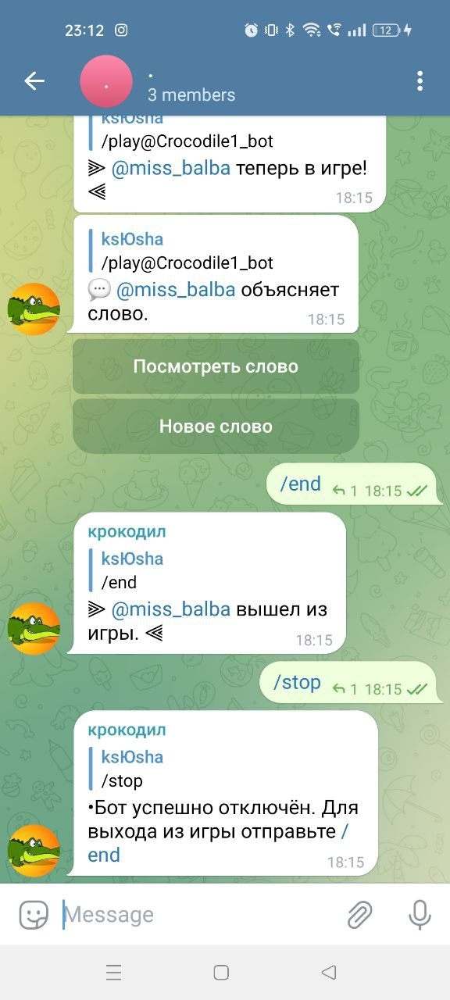 23:12
12
.
.
3 members
ksЮsha
/play@Crocodile1_bot
⫸ @miss_balba теперь в игре!
⫷
18:15
ksЮsha
/play@Crocodile1_bot
💬 @miss_balba объясняет
слово.
18:15
Посмотреть слово
Новое слово
/end 1 18:15
крокодил
ksЮsha
/end
⫸ @miss_balba вышел из
игры. ⫷
18:15
/stop 1 18:15
крокодил
ksЮsha
/stop
•Бот успешно отключён. Для
выхода из игры отправьте /
end
18:15
Message